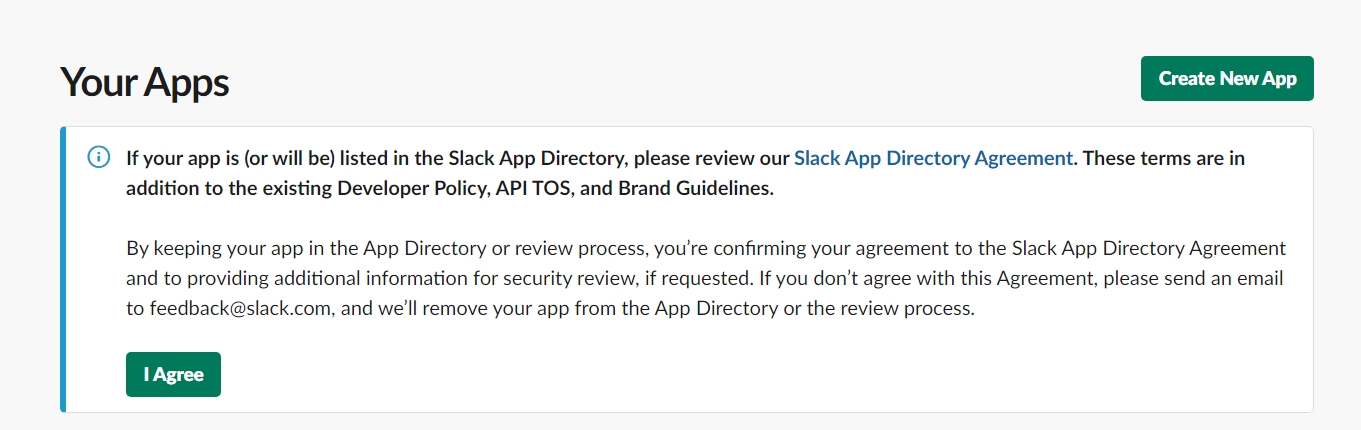 Your Apps
Create New App
If your app is (or will be) listed in the Slack App Directory, please review our Slack App Directory Agreement. These terms are in
addition to the existing Developer Policy, API TOS, and Brand Guidelines.
By keeping your app in the App Directory or review process, you’re confirming your agreement to the Slack App Directory Agreement
and to providing additional information for security review, if requested. If you don’t agree with this Agreement, please send an email
to feedback@slack.com, and we’ll remove your app from the App Directory or the review process.
I Agree